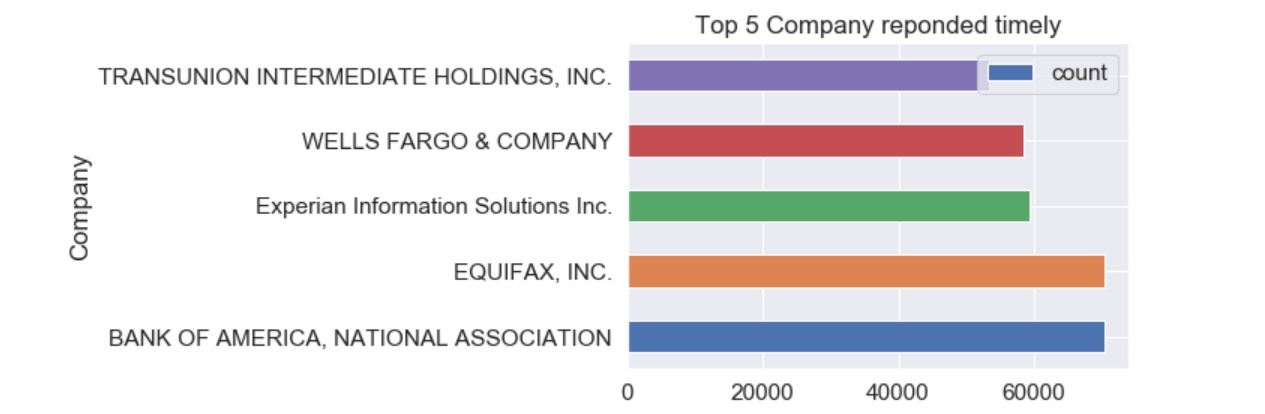 Top 5 Company reponded timely
TRANSUNION INTERMEDIATE HOLDINGS, INC.
count
WELLS FARGO & COMPANY
Company
Experian Information Solutions Inc.
EQUIFAX, INC.
BANK OF AMERICA, NATIONAL ASSOCIATION
0 20000 40000 60000